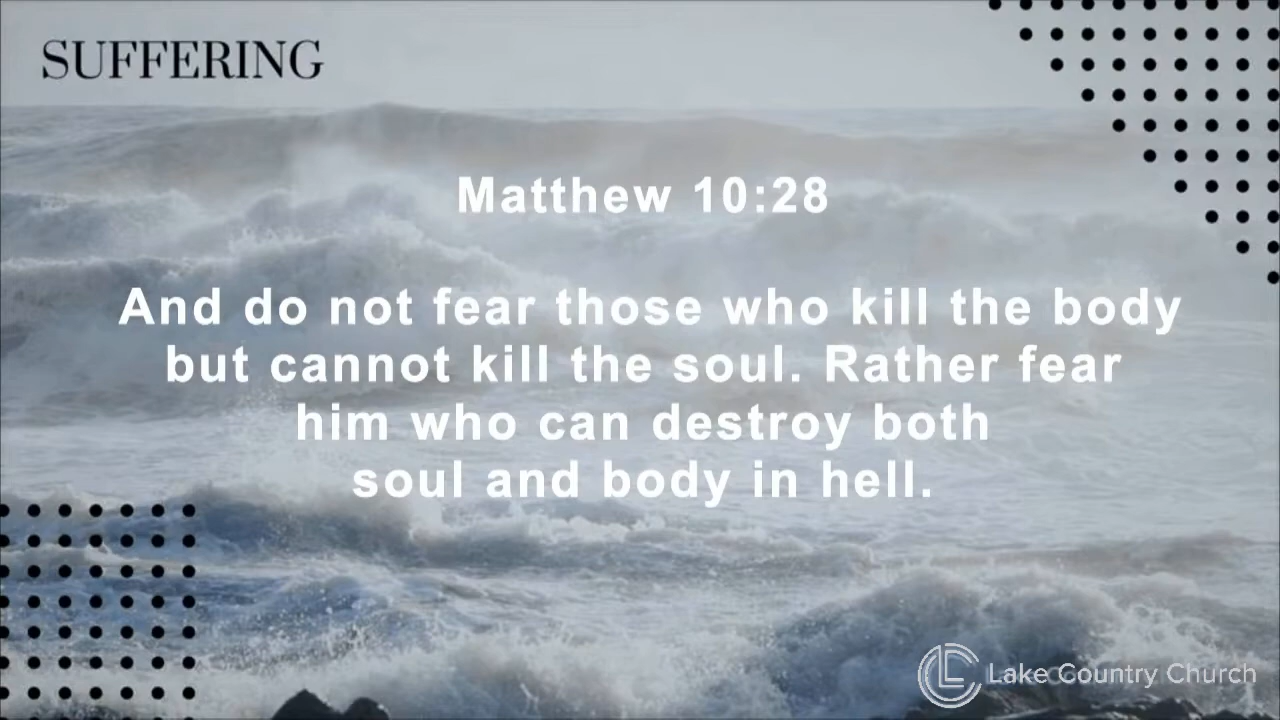 SUFFERING
Matthew 10:28
And do not fear those who kill the body
but cannot kill the soul. Rather fear
him who can destroy both
soul and body in hell.
Lake Country Church